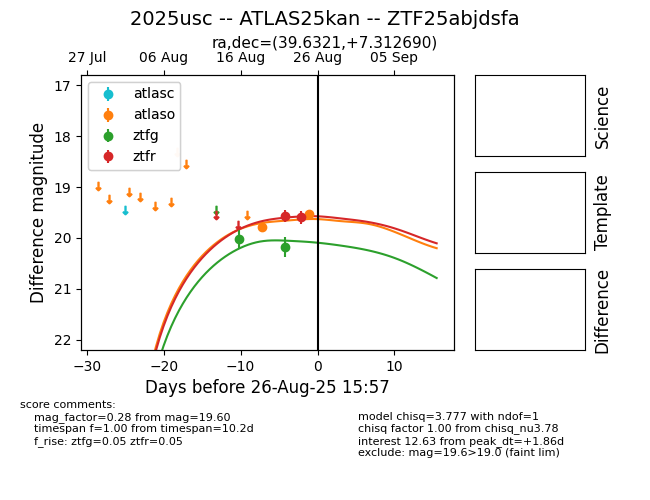 2025usc -- ATLAS25kan -- ZTF25abjdsfa
ra,dec=(39.6321,+7.312690)
27 Jul 06 Aug 16 Aug 26 Aug 05 Sep
17
18
19
20
21
22
Difference magnitude
atlasc
atlaso
ztfg
ztfr
Science
Template
Difference
−30 −20 −10 0 10
Days before 26-Aug-25 15:57
score comments:
mag_factor=0.28 from mag=19.60
timespan f=1.00 from timespan=10.2d
f_rise: ztfg=0.05 ztfr=0.05
model chisq=3.777 with ndof=1
chisq factor 1.00 from chisq_nu3.78
interest 12.63 from peak_dt=+1.86d
exclude: mag=19.6>19.0 (faint lim)